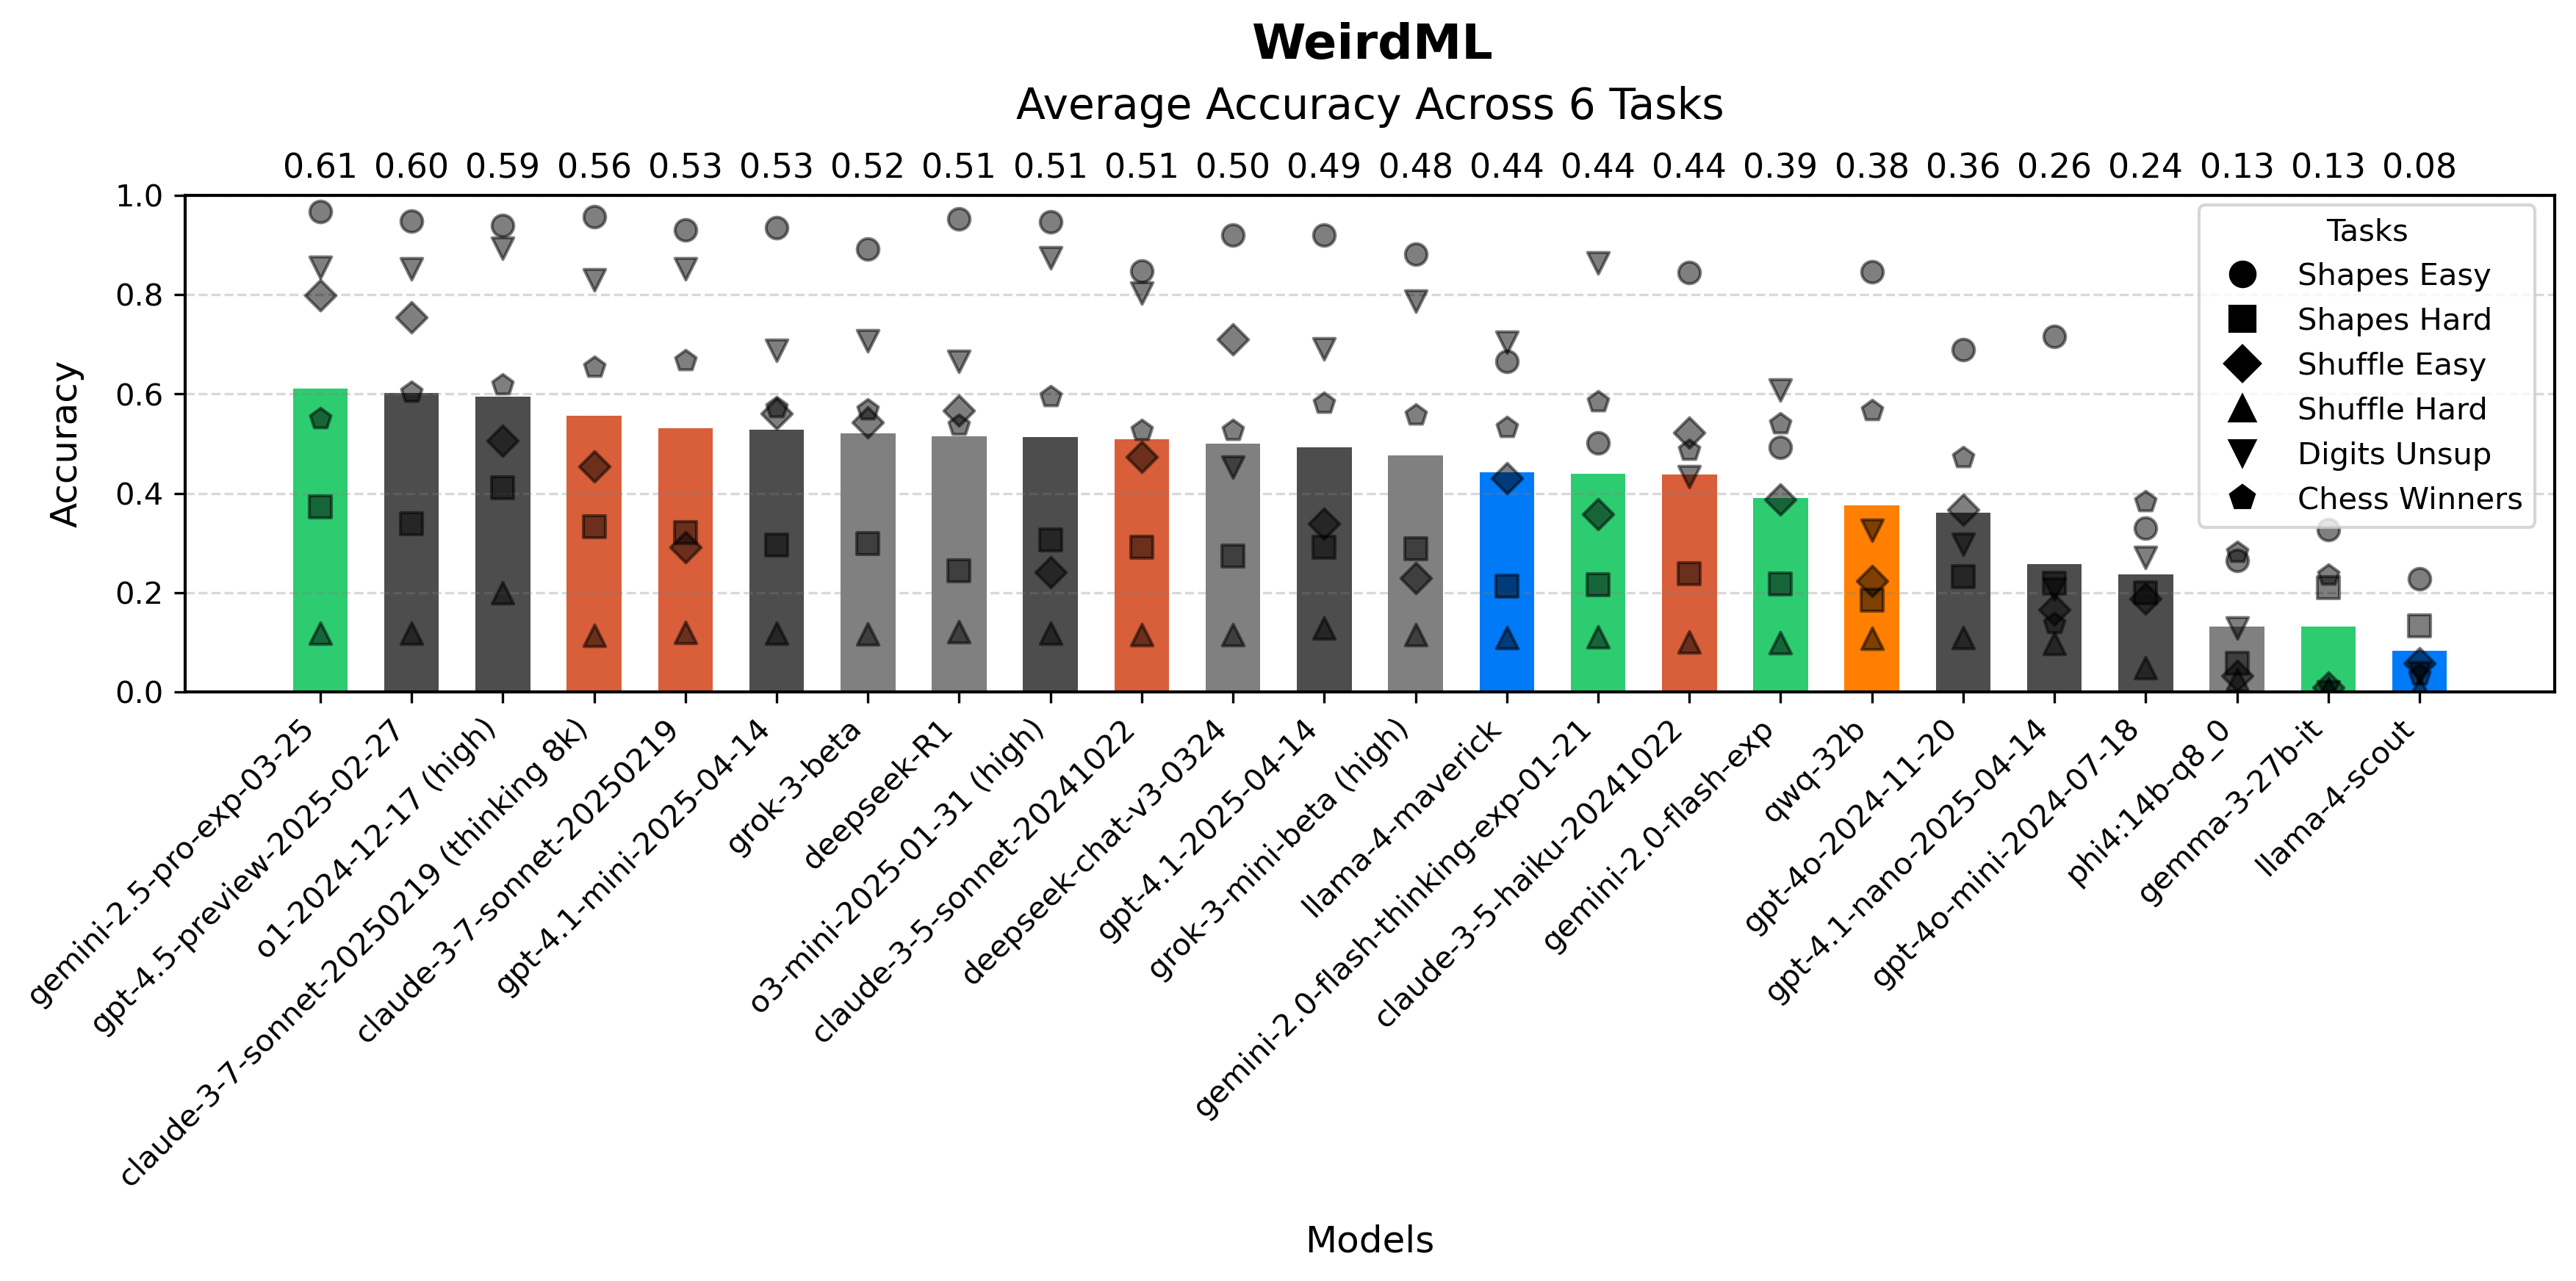 WeirdML
Average Accuracy Across 6 Tasks
0.61 0.60 0.59 0.56 0.53 0.53 0.52 0.51 0.51 0.51 0.50 0.49 0.48 0.44 0.44 0.44 0.39 0.38 0.36 0.26 0.24 0.13 0.13 0.08
Accuracy
1.0
0.8
0.6
0.4
0.2
0.0
Tasks
Shapes Easy
Shapes Hard
Shuffle Easy
Shuffle Hard
Digits Unsup
Chess Winners
gemini-2.5-pro-exp-03-25
gpt-4.5-preview-2025-02-27
o1-2024-12-17 (high)
claude-3-7-sonnet-20250219 (thinking 8k)
claude-3-7-sonnet-20250219
gpt-4.1-mini-2025-04-14
grok-3-beta
deepseek-R1
o3-mini-2025-01-31 (high)
claude-3-5-sonnet-20241022
deepseek-chat-v3-0324
gpt-4.1-2025-04-14
grok-3-mini-beta (high)
llama-4-maverick
gemini-2.0-flash-thinking-exp-01-21
claude-3-5-haiku-20241022
gemini-2.0-flash-exp
qwq-32b
gpt-4o-2024-11-20
gpt-4.1-nano-2025-04-14
gpt-4o-mini-2024-07-18
phi4:14b-q8_0
gemma-3-27b-it
llama-4-scout
Models